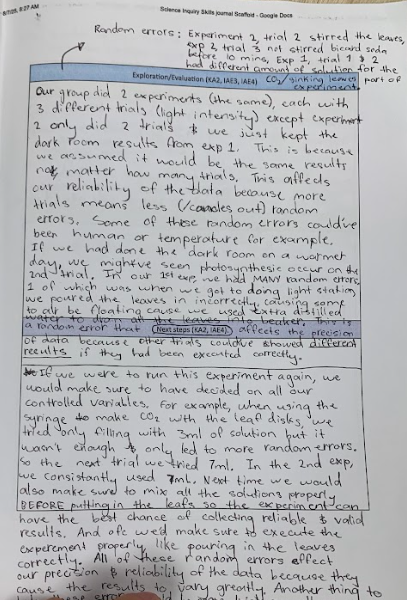 6/7/25, 8:27 AM
Science Inquiry Skills journal Scaffold - Google Docs
Random errors: Experiment 2, trial 2 stirred the leaves,
exp 2, trial 3 not stirred bicarb soda
before 10 mins, Exp 1, trial 1 & 2
had different amount of solution for the
Exploration/Evaluation (KA2, IAE3, IAE4) CO2/sinking leaves part of
experiment.
Our group did 2 experiments (the same), each with
3 different trials (light intensity) except experiment
2 only did 2 trials & we just kept the
dark room results from exp 1. This is because
we assumed it would be the same results
no matter how many trials. This affects
our reliability of the data because more
trials means less (/cancles out) random
errors. Some of these random errors could've
been human or temperature for example.
If we had done the dark room on a warmer
day, we might've seen photosynthesis occur on the
2nd trial. In our 1st exp, we had MANY random errors
1 of which was when we got to doing light station
we poured the leaves in incorrectly, causing some
to all be floating cause we used extra distilled
water to leaves into beaker. This is
a random error that Next steps (KA2, IAE4) affects the precision
of data because other trials could've showed different
results if they had been executed correctly.
If we were to run this experiment again, we
would make sure to have decided on all our
controlled variables. For example, when using the
syringe to make CO2 with the leaf disks, we
tried only filling with 3ml of solution but it
wasn't enough & only led to more random errors.
so the next trial we tried 7ml. In the 2nd exp,
we consistantly used 7ml. Next time we would
also make sure to mix all the solutions properly
BEFORE putting in the leafs so the experiment can
have the best chance of collecting reliable & valid
results. And ofc we'd make sure to execute the
experement properly like pouring in the leaves
correctly. All of these random errors effect
our precision & reliability of the data because they
cause the results to vary greatly. Another thing to
these